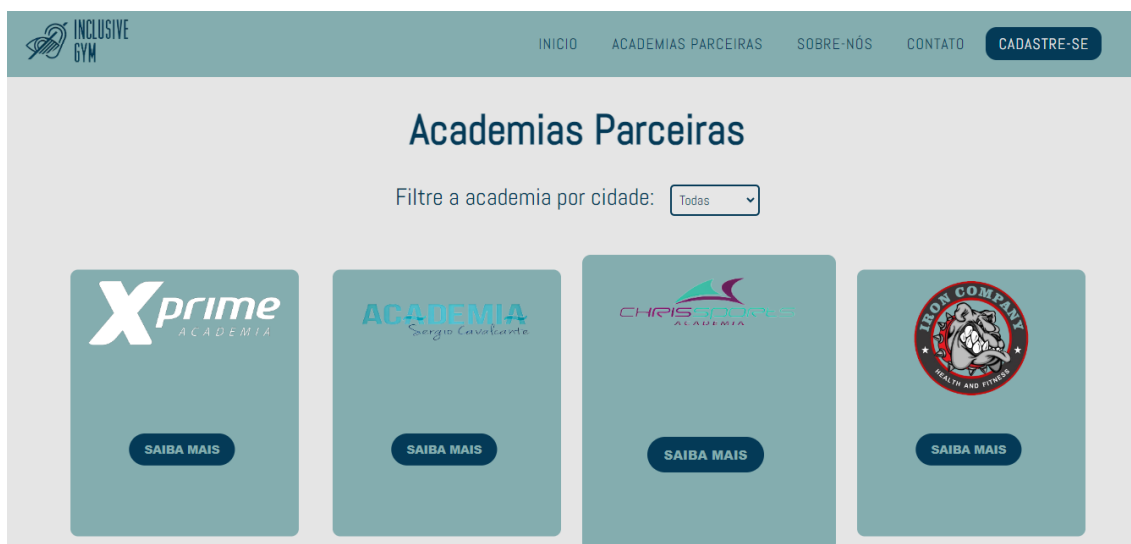 INCLUSIVE
GYM
INICIO ACADEMIAS PARCEIRAS SOBRE-NÓS CONTATO CADASTRE-SE
Academias Parceiras
Filtre a academia por cidade: Todas
Xprime
ACADEMIA
SAIBA MAIS
ACADEMIA
Sergio Cavalcante
SAIBA MAIS
CHRIS
ACADEMIA
SAIBA MAIS
IRON COMPANY
HEALTH AND FITNESS
SAIBA MAIS